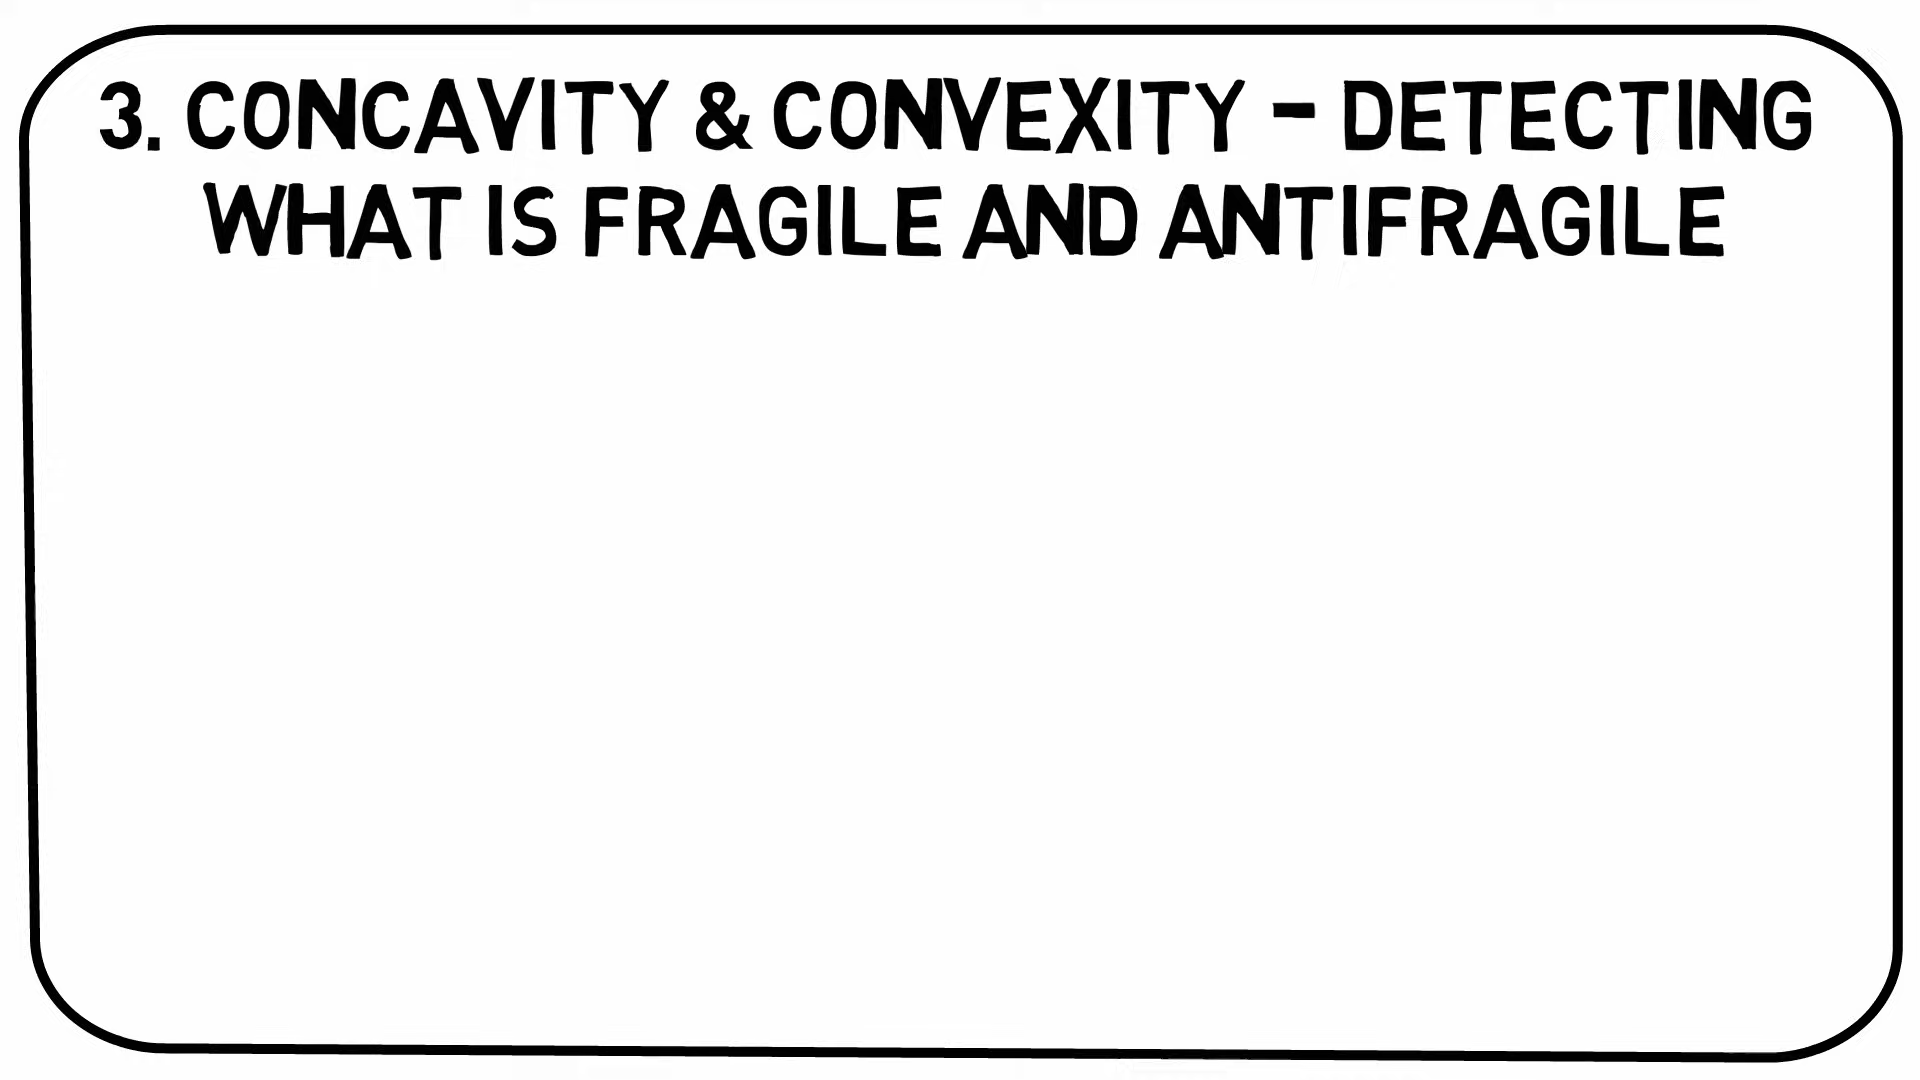 3. CONCAVITY & CONVEXITY - DETECTING
WHAT IS FRAGILE AND ANTIFRAGILE